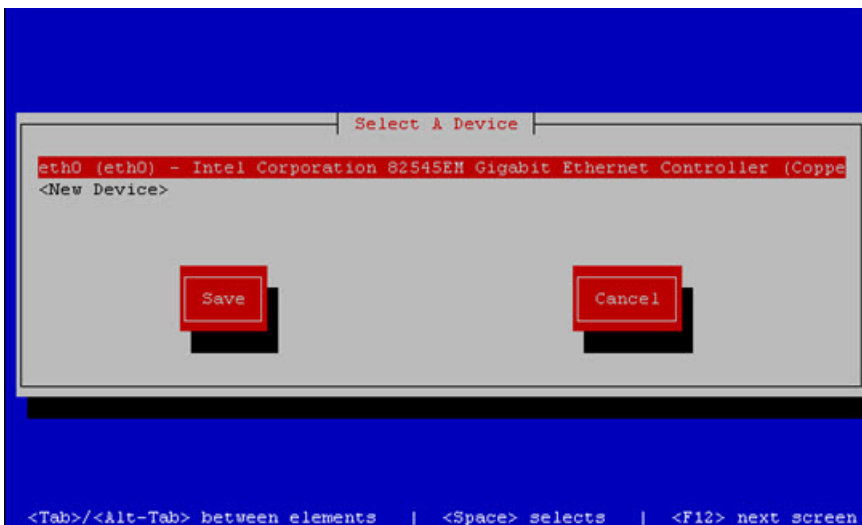 Select A Device
eth0 (eth0) - Intel Corporation 82545EM Gigabit Ethernet Controller (Coppe
<New Device>
Save Cancel
<Tab>/<Alt-Tab> between elements | <Space> selects | <F12> next screen